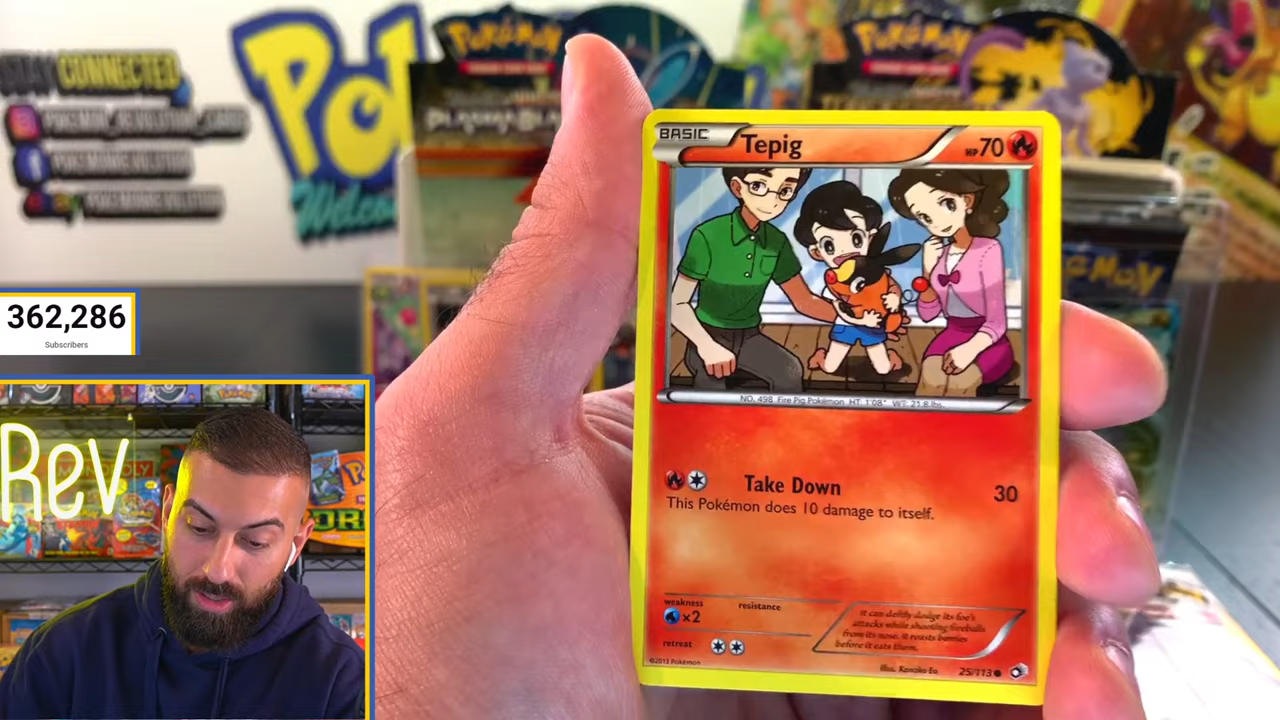 STAY CONNECTED
362,286
Subscribers
Rev
MONOPOLY
Pokémon
Pokémon
BASIC
Tepig
HP70
NO. 498 Fire Pig Pokémon HT: 1'08" WT: 21.8 lbs.
Take Down
30
This Pokémon does 10 damage to itself.
weakness
×2
resistance
retreat
It can deftly dodge its foe's
attacks while shooting fireballs
from its nose. It roasts berries
before it eats them.
©2013 Pokémon
Illus. Kanako Eo
25/113